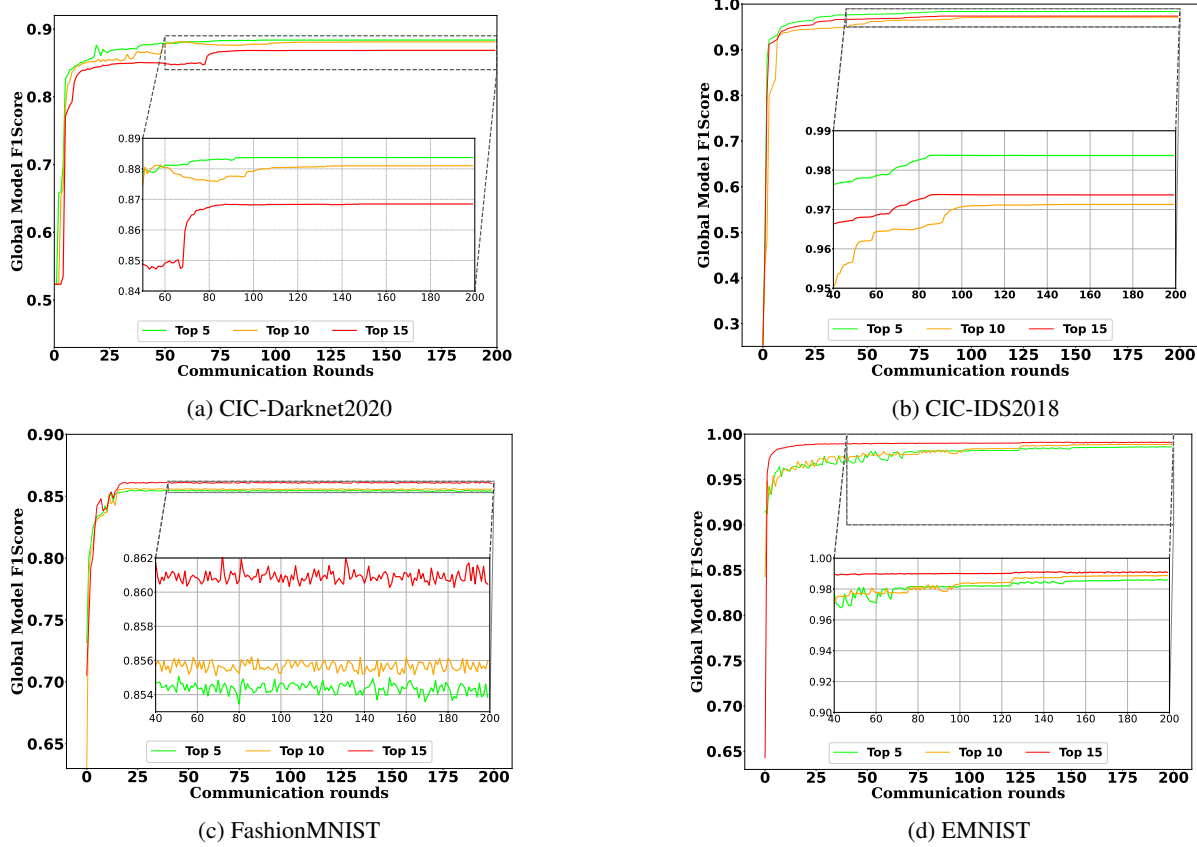 0.9
0.8
0.7
0.6
0.5
Global Model F1Score
0.89
0.88
0.87
0.86
0.85
0.84
60 80 100 120 140 160 180 200
Top 5 Top 10 Top 15
0 25 50 75 100 125 150 175 200
Communication Rounds
(a) CIC-Darknet2020
1.0
0.9
0.8
0.7
0.6
0.5
0.4
0.3
Global Model F1Score
0.99
0.98
0.97
0.96
0.95
40 60 80 100 120 140 160 180 200
Top 5 Top 10 Top 15
0 25 50 75 100 125 150 175 200
Communication rounds
(b) CIC-IDS2018
0.90
0.85
0.80
0.75
0.70
0.65
Global Model F1Score
0.862
0.860
0.858
0.856
0.854
40 60 80 100 120 140 160 180 200
Top 5 Top 10 Top 15
0 25 50 75 100 125 150 175 200
Communication rounds
(c) FashionMNIST
1.00
0.95
0.90
0.85
0.80
0.75
0.70
0.65
Global Model F1Score
1.00
0.98
0.96
0.94
0.92
0.90
40 60 80 100 120 140 160 180 200
Top 5 Top 10 Top 15
0 25 50 75 100 125 150 175 200
Communication rounds
(d) EMNIST